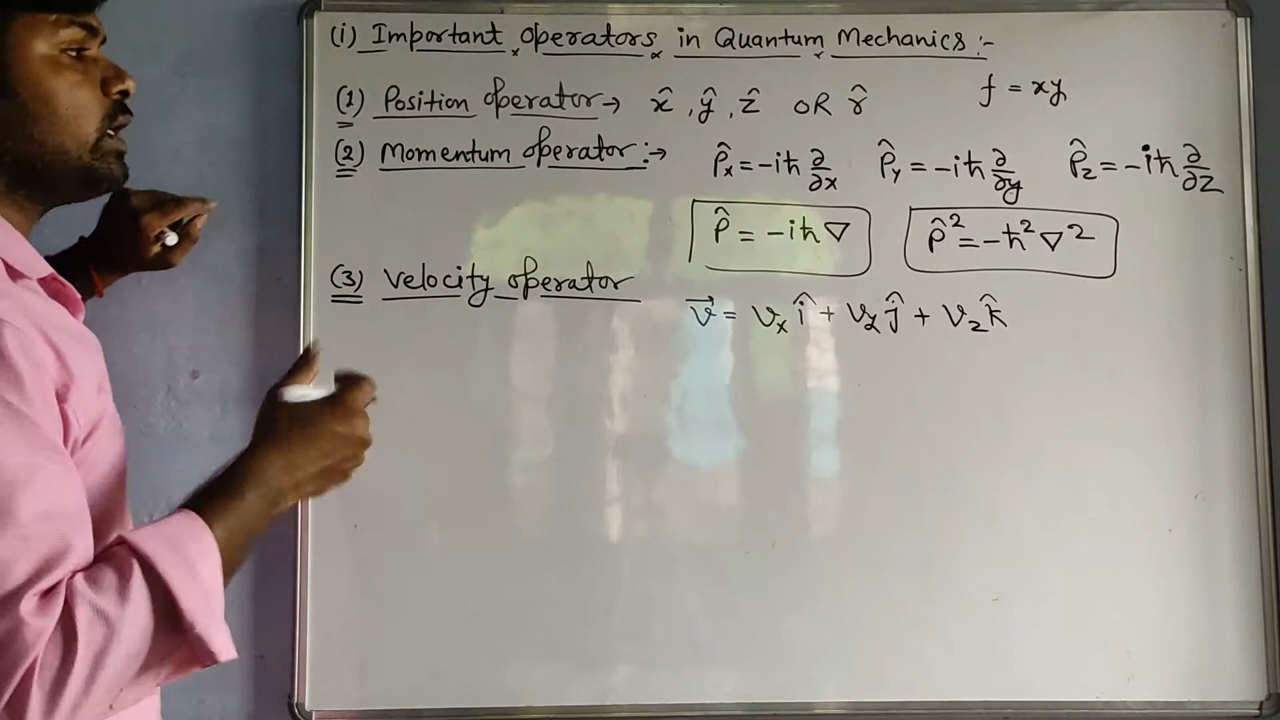 (i) Important Operators in Quantum Mechanics :-
(1) Position operator → x̂ , ŷ , ẑ OR r̂ f = xy
(2) Momentum operator :→ P̂x = -iħ ∂/∂x P̂y = -iħ ∂/∂y P̂z = -iħ ∂/∂z
P̂ = -iħ∇ P̂² = -ħ²∇²
(3) Velocity operator v⃗ = vx î + vy ĵ + vz k̂